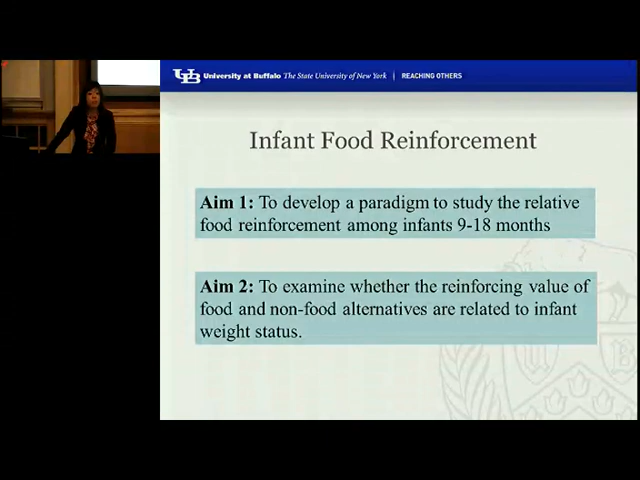 UB University at Buffalo The State University of New York | REACHING OTHERS
Infant Food Reinforcement
Aim 1: To develop a paradigm to study the relative
food reinforcement among infants 9-18 months
Aim 2: To examine whether the reinforcing value of
food and non-food alternatives are related to infant
weight status.